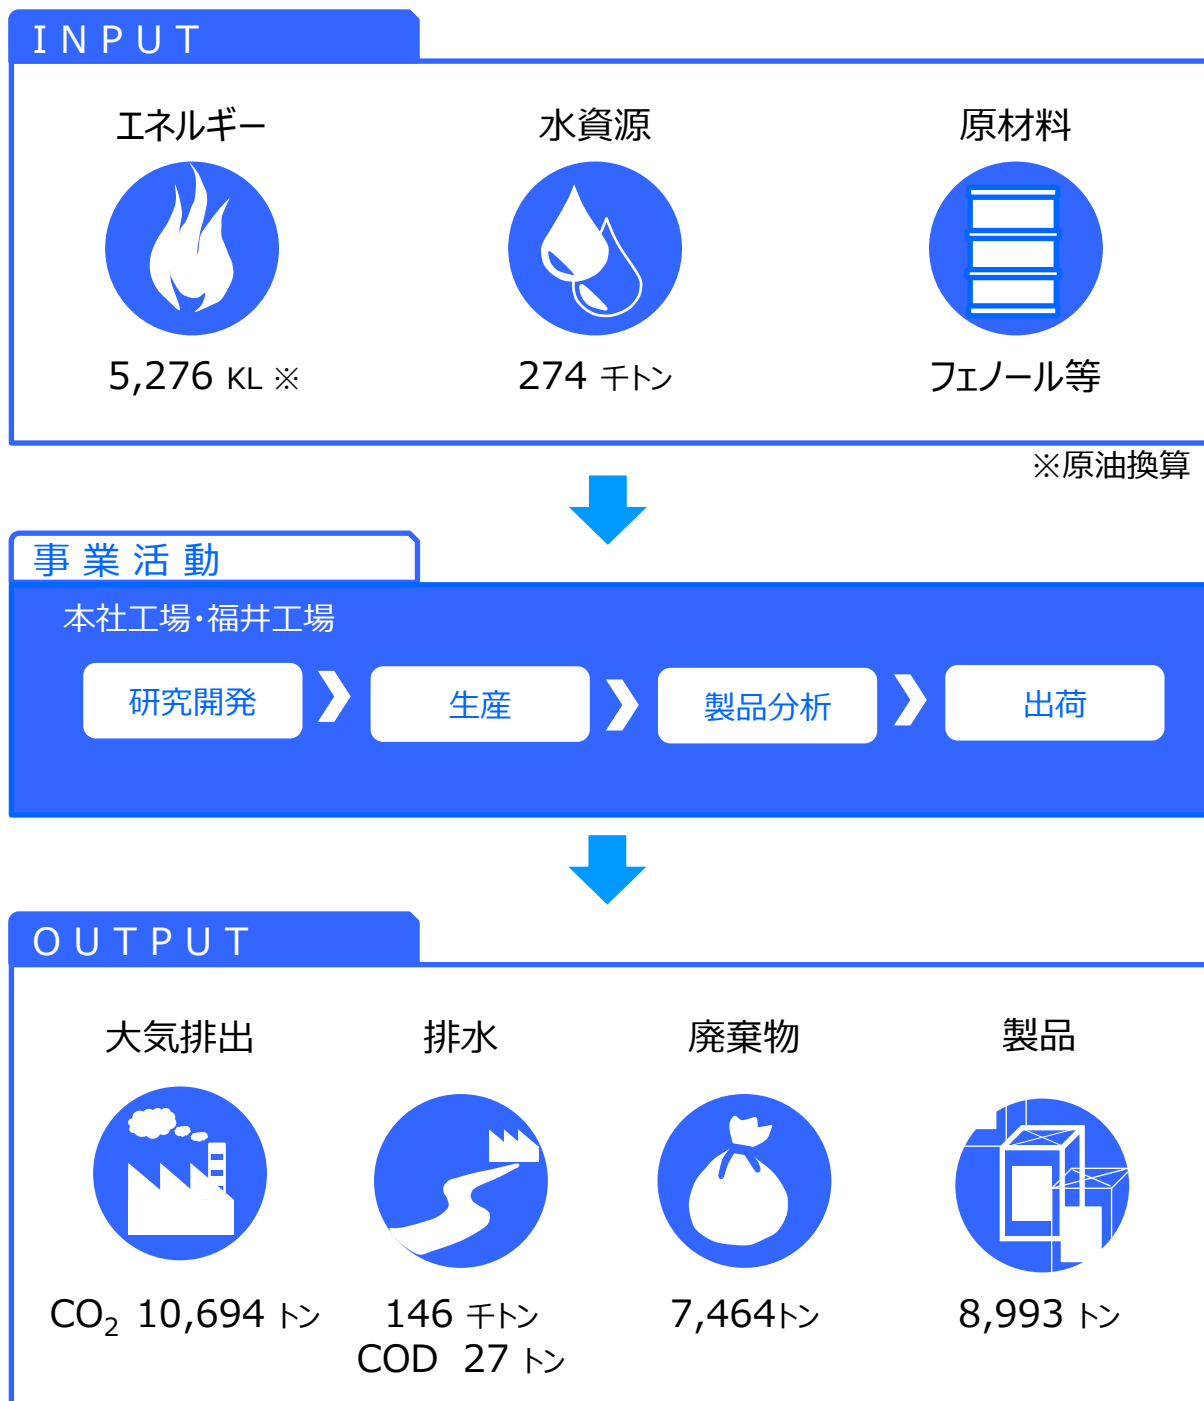 INPUT
エネルギー 水資源 原材料
5,276 KL ※ 274 千トン フェノール等
※原油換算
事業活動
本社工場・福井工場
研究開発 生産 製品分析 出荷
OUTPUT
大気排出 排水 廃棄物 製品
CO₂ 10,694 トン 146 千トン 7,464トン 8,993 トン
COD 27 トン